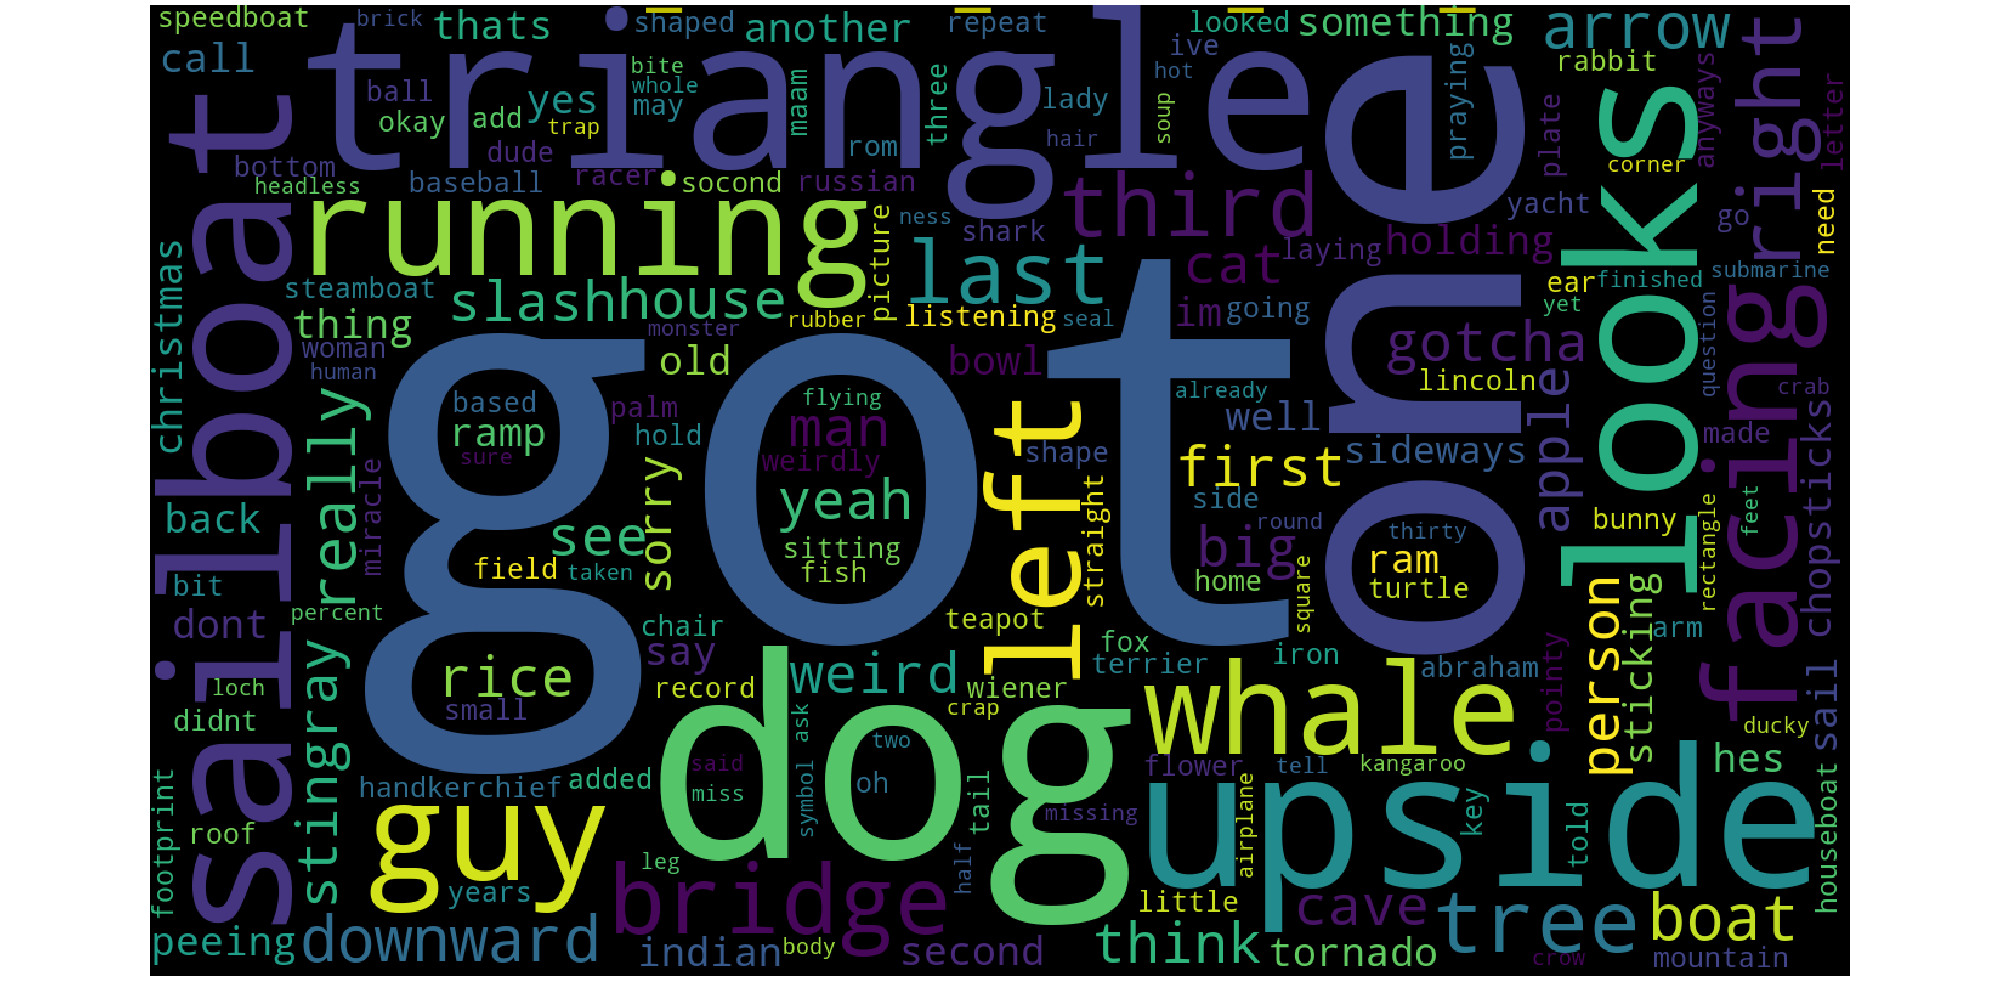 speedboat
brick
thats
shaped
another
repeat
looked
something
arrow
right
call
triangle
bite
whole
may
ive
hot
praying
rabbit
anyways
letter
ball
okay
add
yes
trap
maam
three
lady
soup
plate
corner
looks
sailboat
bottom
dude
rom
hair
one
headless
baseball
racer
socond
russian
third
yacht
go
need
running
picture
ness
shark
last
cat
laying
holding
christmas
steamboat
slash
house
rubber
listening
seal
im
going
ear
finished
submarine
yet
thing
monster
woman
human
old
bowl
gotcha
lincoln
question
crab
facing
really
got
based
ramp
sure
palm
hold
flying
man
weirdly
left
already
shape
well
first
sideways
apple
made
chopsticks
miracle
back
see
sorry
yeah
sitting
fish
straight
side
round
big
thirty
ram
turtle
bunny
rectangle
feet
field
taken
home
square
person
bit
dont
percent
teapot
chair
say
fox
terrier
iron
abraham
pointy
sticking
arm
sail
stingray
loch
rice
small
record
weird
wiener
crap
whale
didnt
ducky
dog
ask
two
said
miss
symbol
oh
tail
flower
tell
kangaroo
hes
handkerchief
added
missing
airplane
upside
key
told
houseboat
footprint
roof
guy
years
leg
half
bridge
little
cave
tree
boat
peeing
downward
indian
body
second
think
tornado
crow
mountain